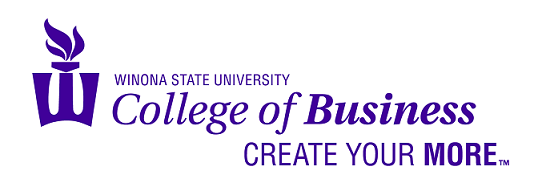 W
WINONA STATE UNIVERSITY
College of Business
CREATE YOUR MORE™